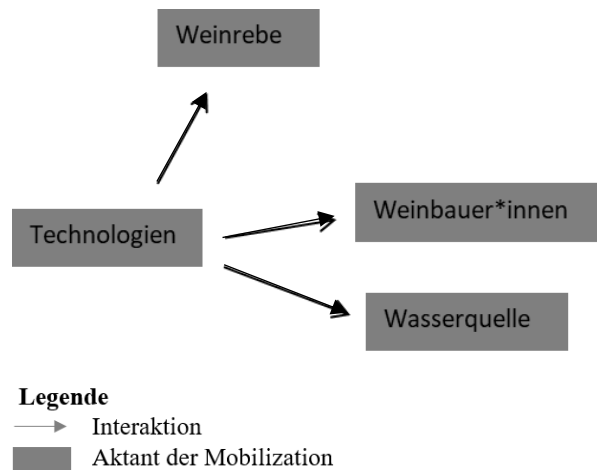 Weinrebe
Weinbauer*innen
Technologien
Wasserquelle
Legende
Interaktion
Aktant der Mobilization